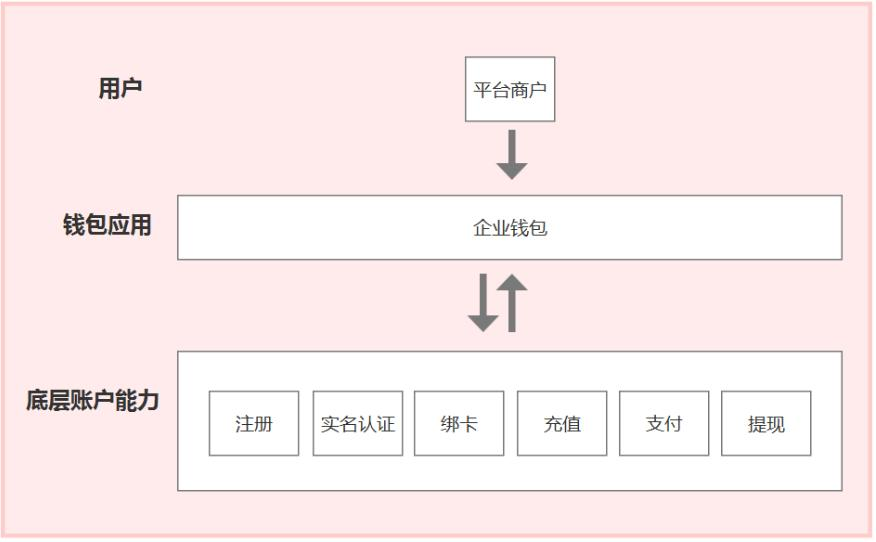 用户
平台商户
钱包应用
企业钱包
底层账户能力
注册
实名认证
绑卡
充值
支付
提现